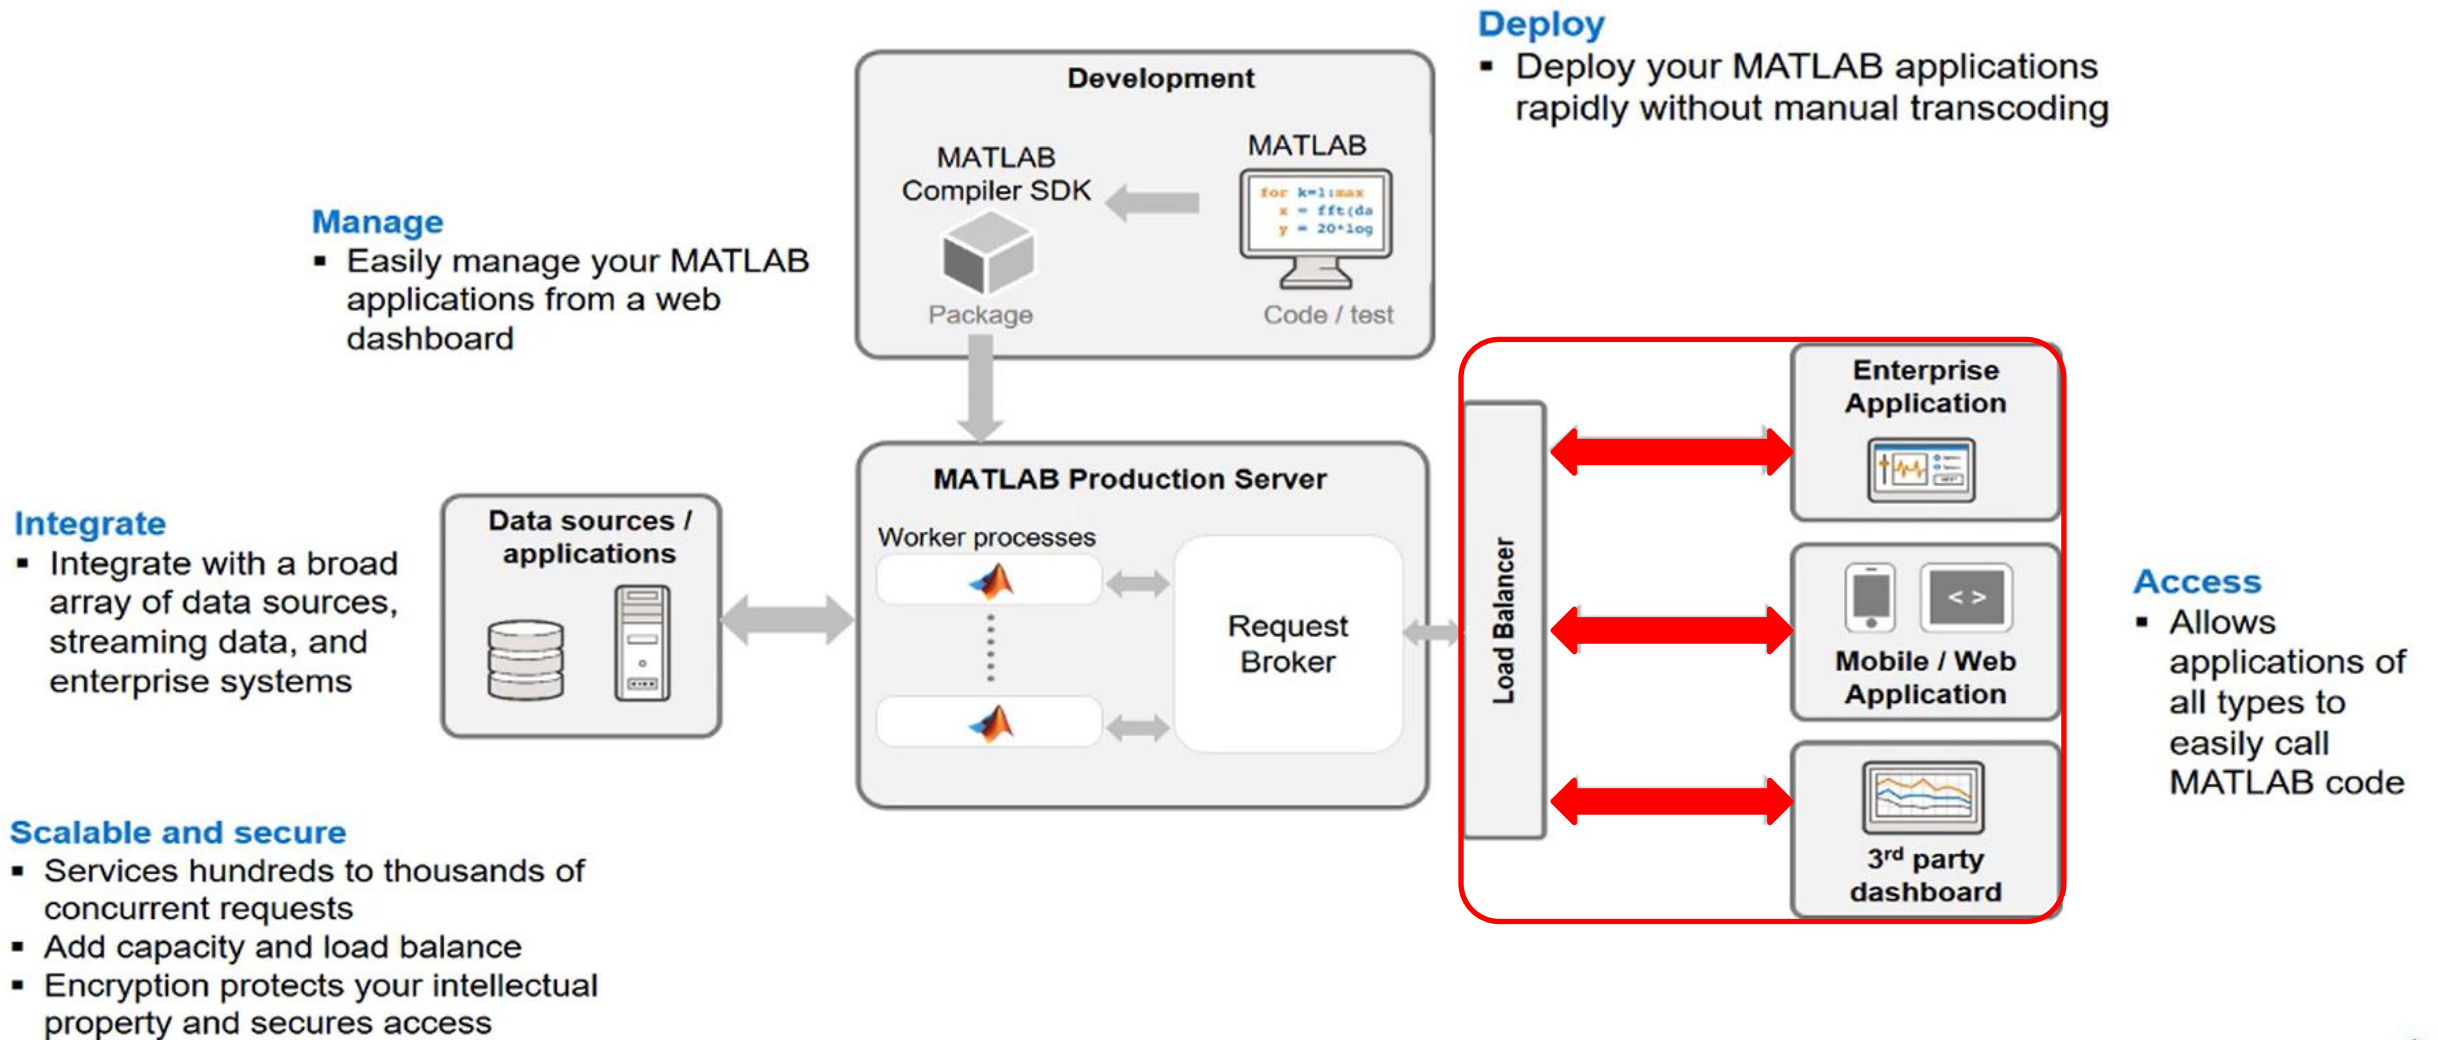 Deploy
▪ Deploy your MATLAB applications
rapidly without manual transcoding
Development
MATLAB
Compiler SDK
Package
MATLAB
for k=1:max
x = fft(da
y = 20*log
Code / test
Manage
▪ Easily manage your MATLAB
applications from a web
dashboard
Integrate
▪ Integrate with a broad
array of data sources,
streaming data, and
enterprise systems
Data sources /
applications
MATLAB Production Server
Worker processes
Request
Broker
Load Balancer
Enterprise
Application
< >
Mobile / Web
Application
3rd party
dashboard
Access
▪ Allows
applications of
all types to
easily call
MATLAB code
Scalable and secure
▪ Services hundreds to thousands of
concurrent requests
▪ Add capacity and load balance
▪ Encryption protects your intellectual
property and secures access